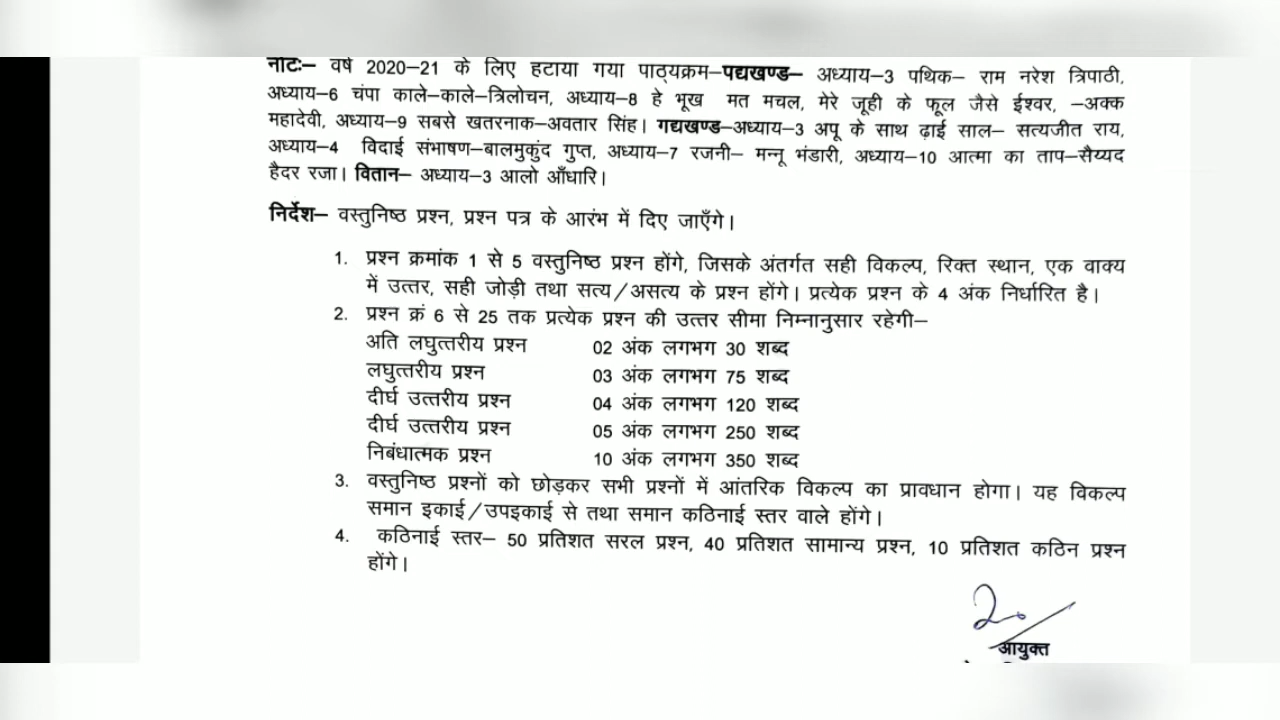 नोटः– वर्ष 2020–21 के लिए हटाया गया पाठ्यक्रम–पद्यखण्ड– अध्याय–3 पथिक– राम नरेश त्रिपाठी,
अध्याय–6 चंपा काले–काले–त्रिलोचन, अध्याय–8 हे भूख मत मचल, मेरे जूही के फूल जैसे ईश्वर, –अक्क
महादेवी, अध्याय–9 सबसे खतरनाक–अवतार सिंह। गद्यखण्ड–अध्याय–3 अपू के साथ ढ़ाई साल– सत्यजीत राय,
अध्याय–4 विदाई संभाषण–बालमुकुंद गुप्त, अध्याय–7 रजनी– मन्नू भंडारी, अध्याय–10 आत्मा का ताप–सैय्यद
हैदर रजा। वितान– अध्याय–3 आलो आँधारि।
निर्देश– वस्तुनिष्ठ प्रश्न, प्रश्न पत्र के आरंभ में दिए जाएँगे।
1. प्रश्न क्रमांक 1 से 5 वस्तुनिष्ठ प्रश्न होंगे, जिसके अंतर्गत सही विकल्प, रिक्त स्थान, एक वाक्य
में उत्तर, सही जोड़ी तथा सत्य/असत्य के प्रश्न होंगे। प्रत्येक प्रश्न के 4 अंक निर्धारित है।
2. प्रश्न क्रं 6 से 25 तक प्रत्येक प्रश्न की उत्तर सीमा निम्नानुसार रहेगी–
अति लघुत्तरीय प्रश्न 02 अंक लगभग 30 शब्द
लघुत्तरीय प्रश्न 03 अंक लगभग 75 शब्द
दीर्घ उत्तरीय प्रश्न 04 अंक लगभग 120 शब्द
दीर्घ उत्तरीय प्रश्न 05 अंक लगभग 250 शब्द
निबंधात्मक प्रश्न 10 अंक लगभग 350 शब्द
3. वस्तुनिष्ठ प्रश्नों को छोड़कर सभी प्रश्नों में आंतरिक विकल्प का प्रावधान होगा। यह विकल्प
समान इकाई/उपइकाई से तथा समान कठिनाई स्तर वाले होंगे।
4. कठिनाई स्तर– 50 प्रतिशत सरल प्रश्न, 40 प्रतिशत सामान्य प्रश्न, 10 प्रतिशत कठिन प्रश्न
होंगे।
आयुक्त